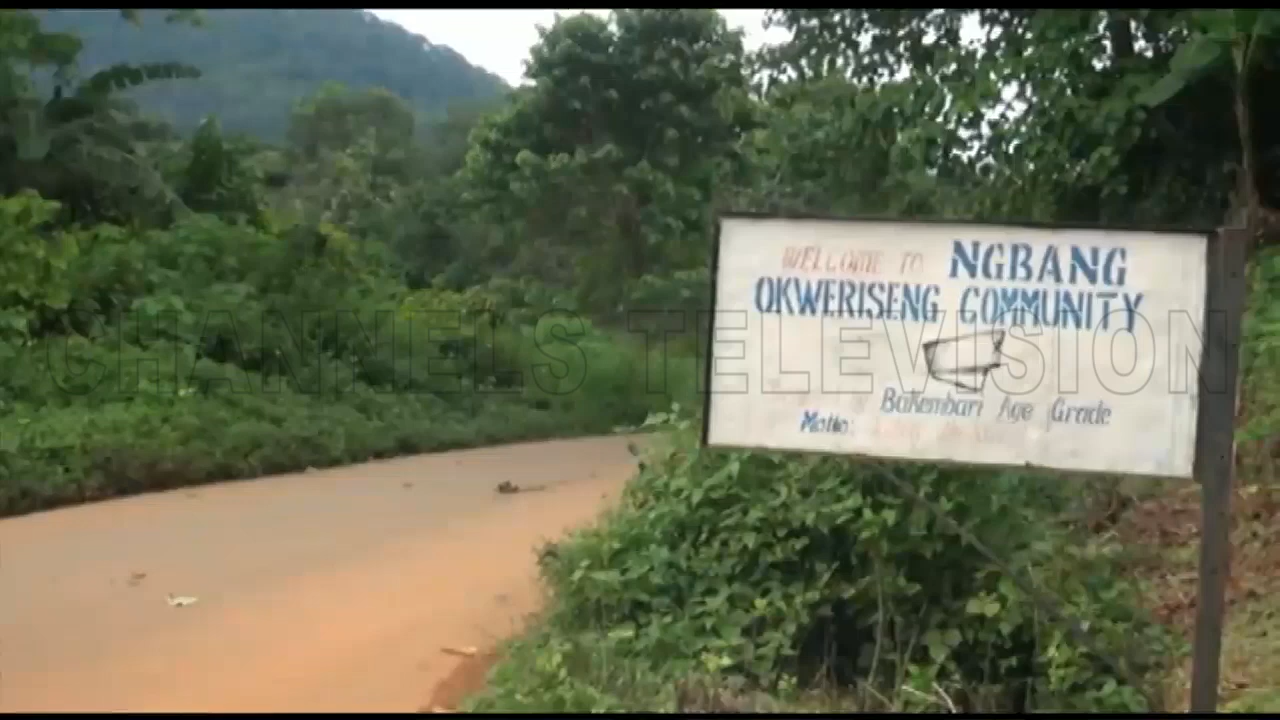 WELCOME TO NGBANG
OKWERISENG COMMUNITY
CHANNELS TELEVISION
Bakembari Age Grade
Motto: